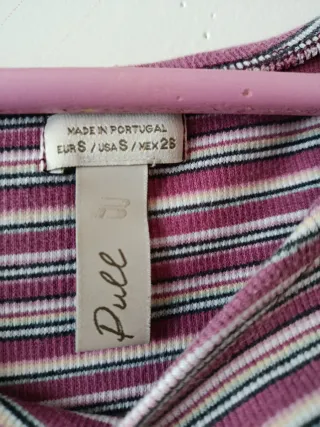 MADE IN PORTUGAL
EUR S / USA S / MEX 26
Pull